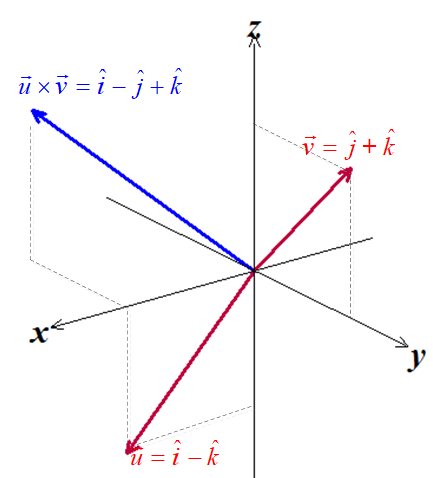 z
u⃗ × v⃗ = î − ĵ + k̂
v⃗ = ĵ + k̂
x
y
u⃗ = î − k̂